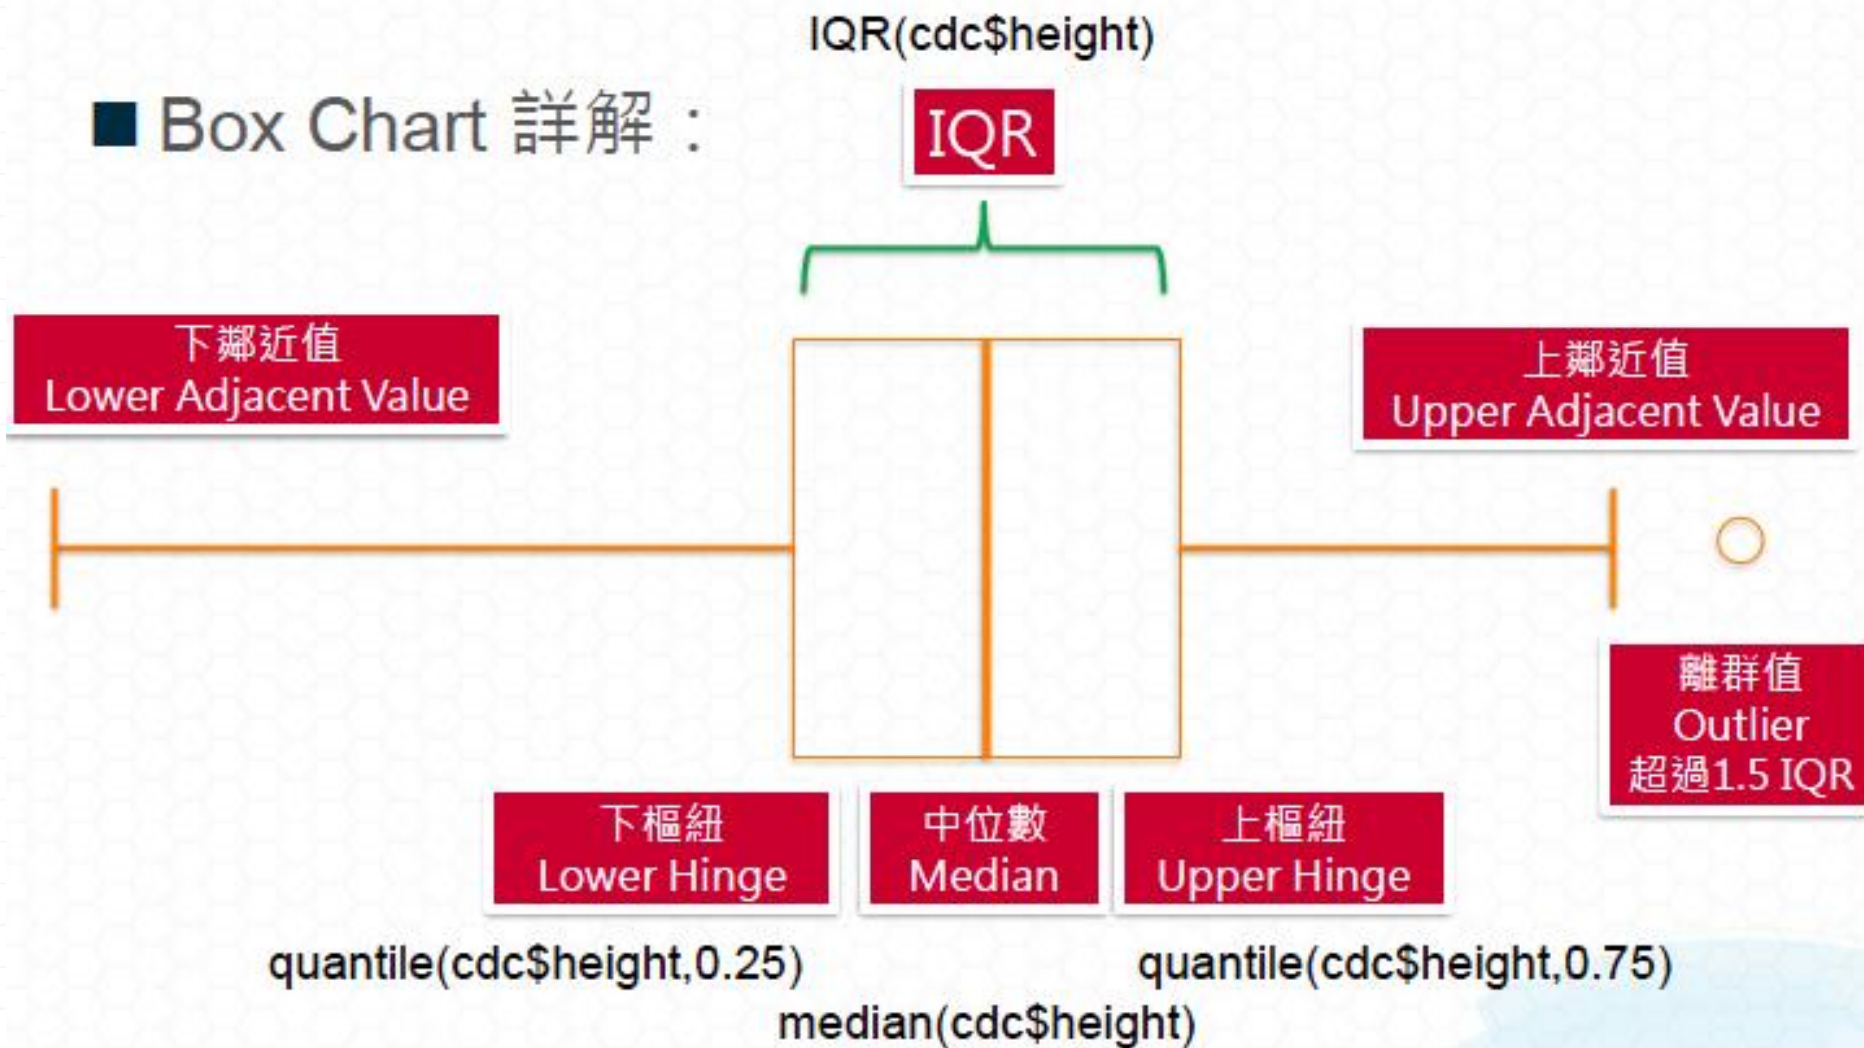 IQR(cdc$height)
■ Box Chart 詳解：
IQR
下鄰近值
Lower Adjacent Value
上鄰近值
Upper Adjacent Value
離群值
Outlier
超過1.5 IQR
下樞紐
Lower Hinge
中位數
Median
上樞紐
Upper Hinge
quantile(cdc$height,0.25)
quantile(cdc$height,0.75)
median(cdc$height)